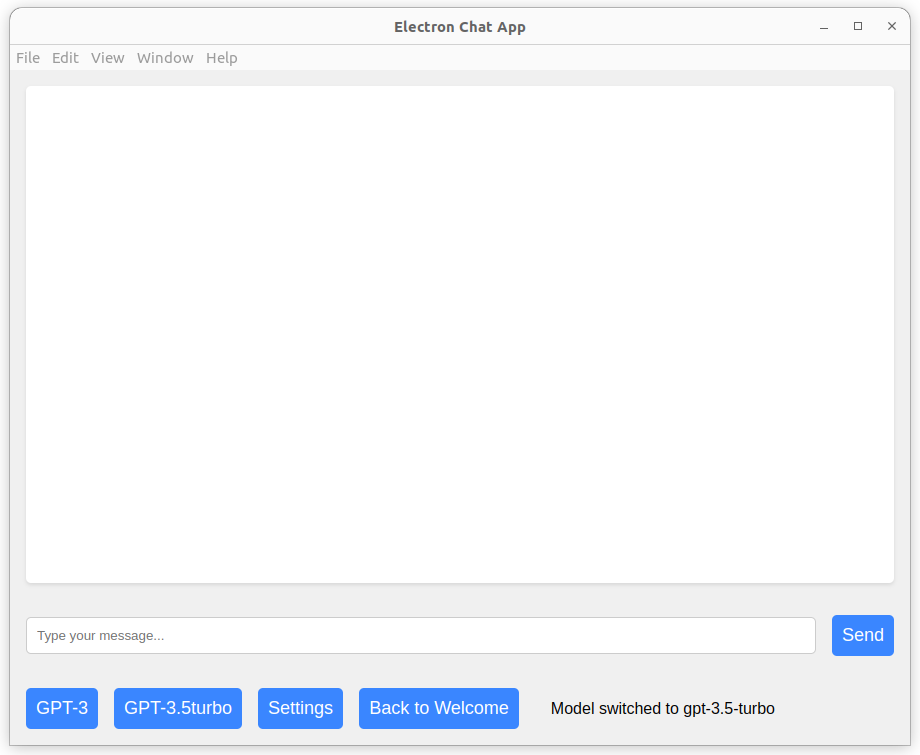 Electron Chat App
File Edit View Window Help
Type your message...
Send
GPT-3 GPT-3.5turbo Settings Back to Welcome Model switched to gpt-3.5-turbo